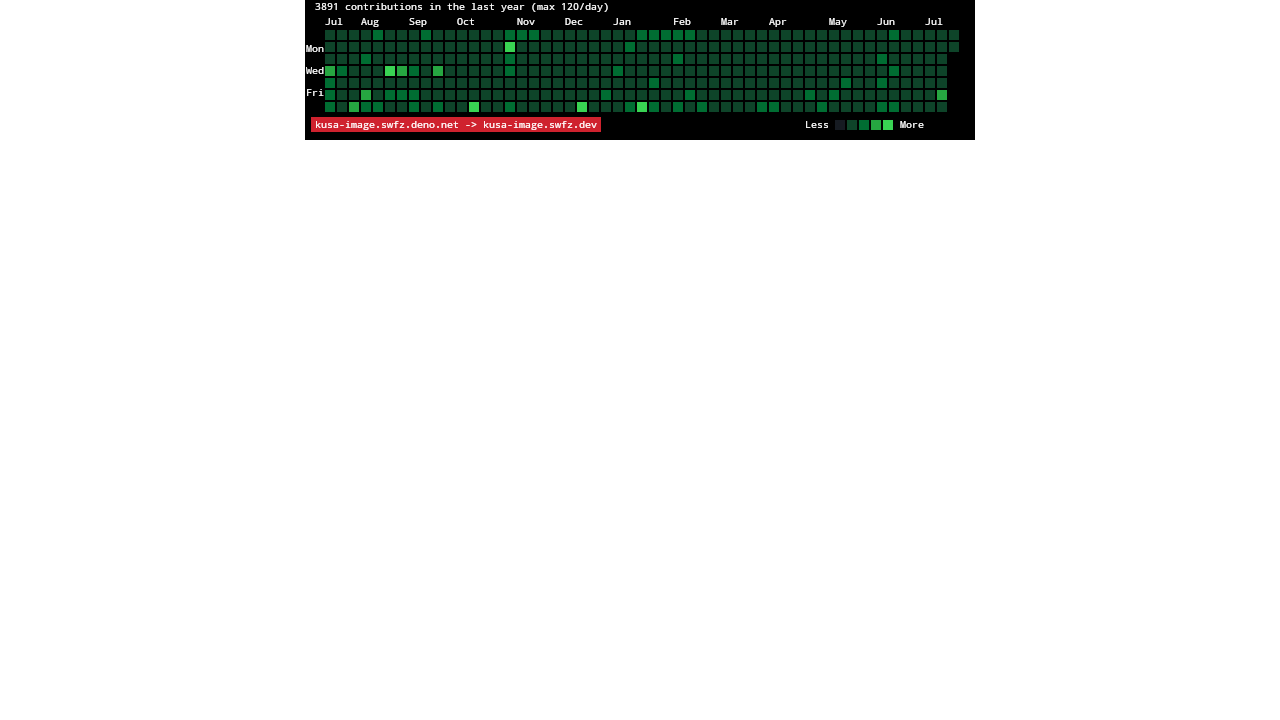 3891 contributions in the last year (max 120/day)
Jul Aug Sep Oct Nov Dec Jan Feb Mar Apr May Jun Jul
Mon
Wed
Fri
kusa-image.swfz.deno.net -> kusa-image.swfz.dev
Less More